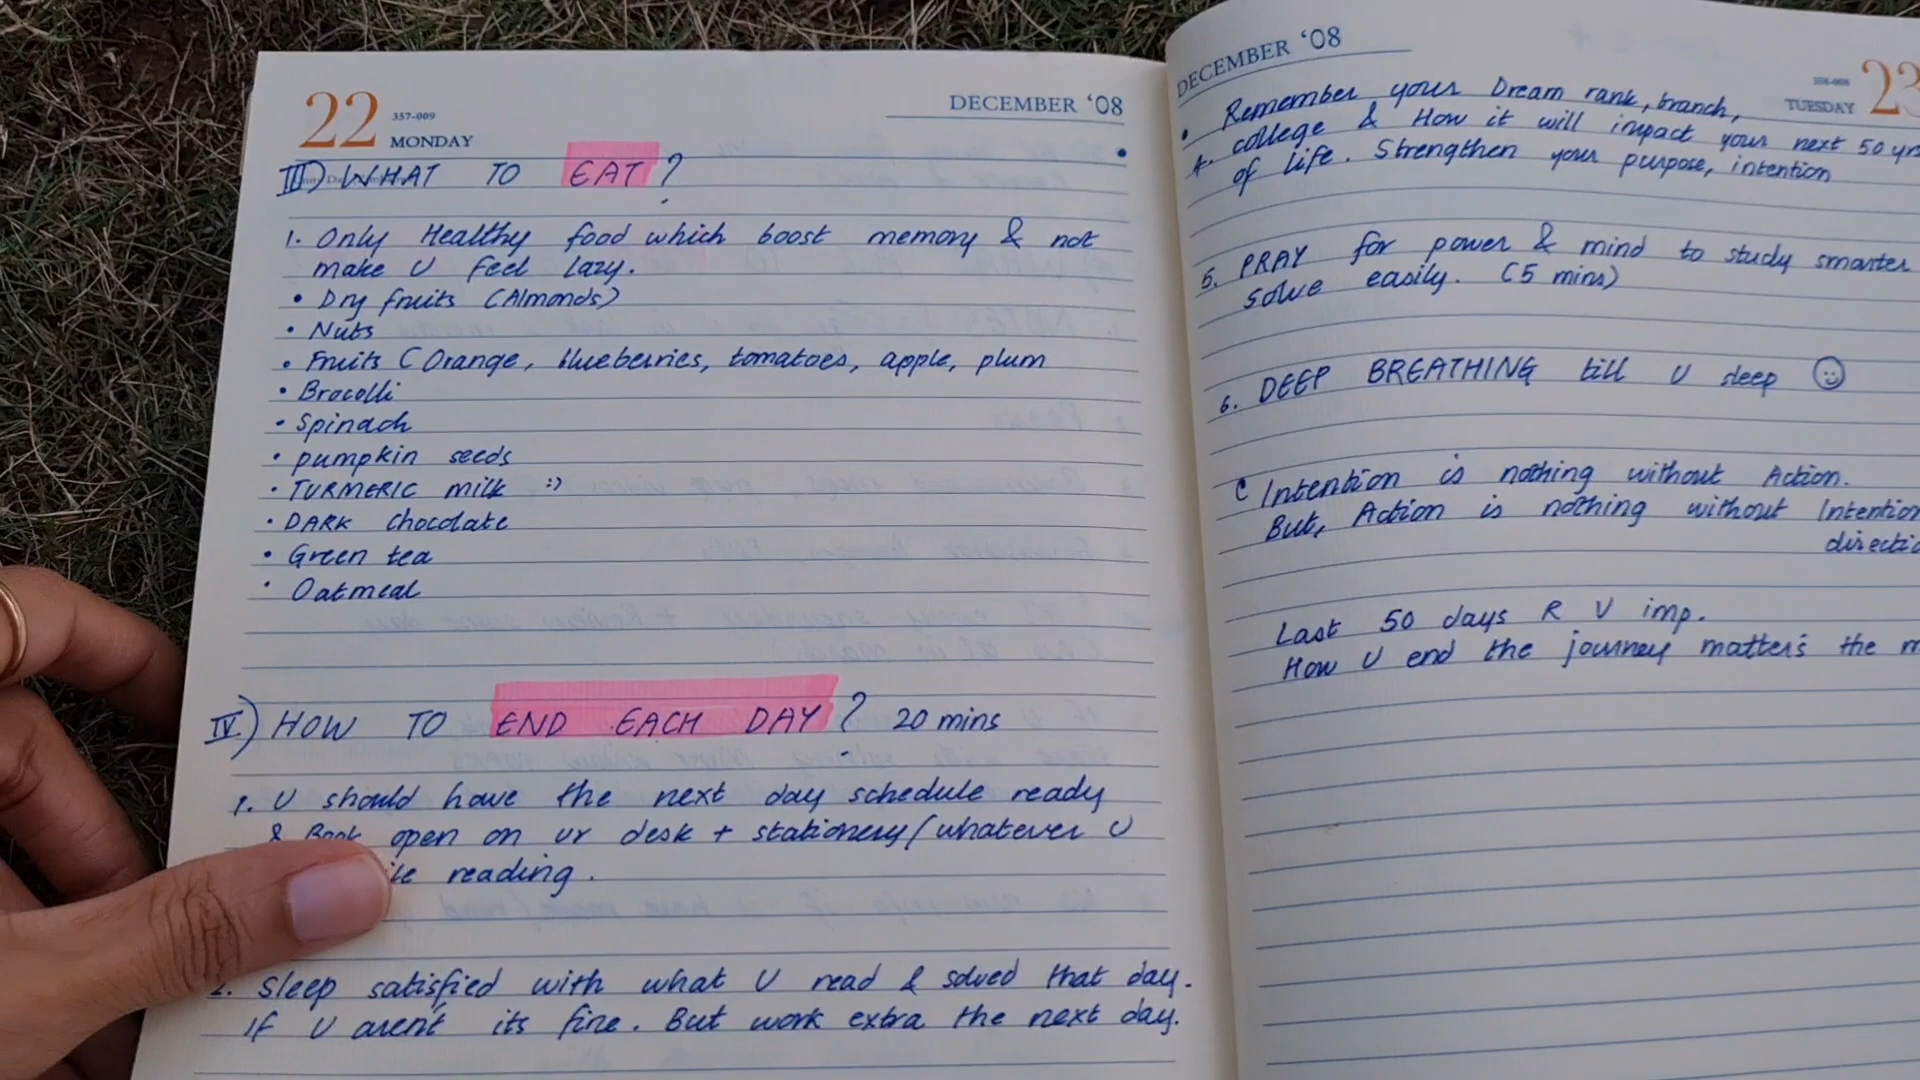 22
357-009
MONDAY
DECEMBER '08
III) WHAT TO EAT?
1. Only Healthy food which boost memory & not
make U feel lazy.
• Dry fruits (Almonds)
• Nuts
• Fruits (Orange, blueberries, tomatoes, apple, plum
• Brocolli
• Spinach
• pumpkin seeds
• TURMERIC milk :)
• DARK chocolate
• Green tea
• Oatmeal
IV) HOW TO END EACH DAY? 20 mins
1. U should have the next day schedule ready
& Book open on ur desk + stationery/whatever U
reading.
2. Sleep satisfied with what U read & solved that day.
If U aren't its fine. But work extra the next day.
DECEMBER '08
358-008
TUESDAY
23
• Remember your Dream rank, branch,
4. college & How it will impact your next 50 yrs
of life. Strengthen your purpose, intention
5. PRAY for power & mind to study smarter
solve easily. (5 mins)
6. DEEP BREATHING till U sleep
Intention is nothing without Action.
But, Action is nothing without Intention
Last 50 days R V imp.
How U end the journey matter's the